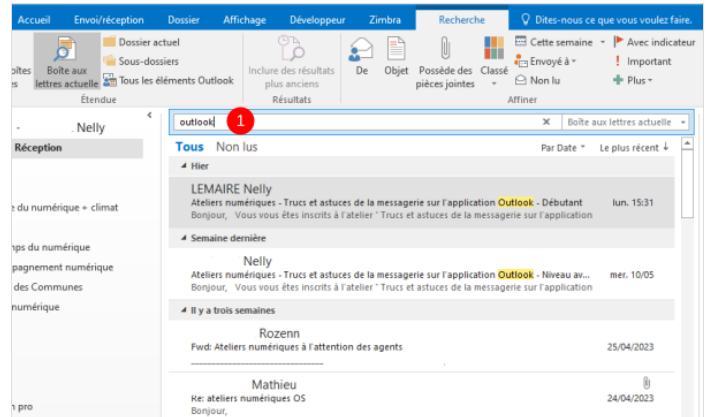 Accueil Envoi/réception Dossier Affichage Développeur Zimbra Recherche Dites-nous ce que vous voulez faire.
Boîte aux lettres actuelle
Dossier actuel
Sous-dossiers
Tous les éléments Outlook
Étendue
Inclure des résultats plus anciens
Résultats
De
Objet
Possède des pièces jointes
Classé
Cette semaine
Envoyé à
Non lu
Avec indicateur
Important
Plus
Affiner
- . Nelly
Réception
du numérique + climat
du numérique
numérique
des Communes
numérique
pro
outlook 1 Boîte aux lettres actuelle
Tous Non lus Par Date Le plus récent ↓
Hier
LEMAIRE Nelly
Ateliers numériques - Trucs et astuces de la messagerie sur l'application Outlook - Débutant lun. 15:31
Bonjour, Vous vous êtes inscrits à l'atelier " Trucs et astuces de la messagerie sur l'application
Semaine dernière
Nelly
Ateliers numériques - Trucs et astuces de la messagerie sur l'application Outlook - Niveau av... mer. 10/05
Bonjour, Vous vous êtes inscrits à l'atelier " Trucs et astuces de la messagerie sur l'application
Il y a trois semaines
Rozenn
Fwd: Ateliers numériques à l'attention des agents 25/04/2023
Mathieu
Re: ateliers numériques OS 24/04/2023
Bonjour,